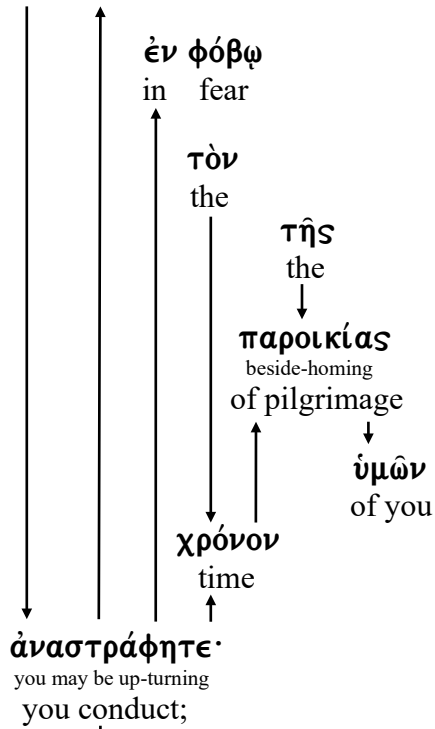 ἐν φόβῳ
in fear
τὸν
the
τῆς
the
παροικίας
beside-homing
of pilgrimage
ὑμῶν
of you
χρόνον
time
ἀναστράφητε·
you may be up-turning
you conduct;